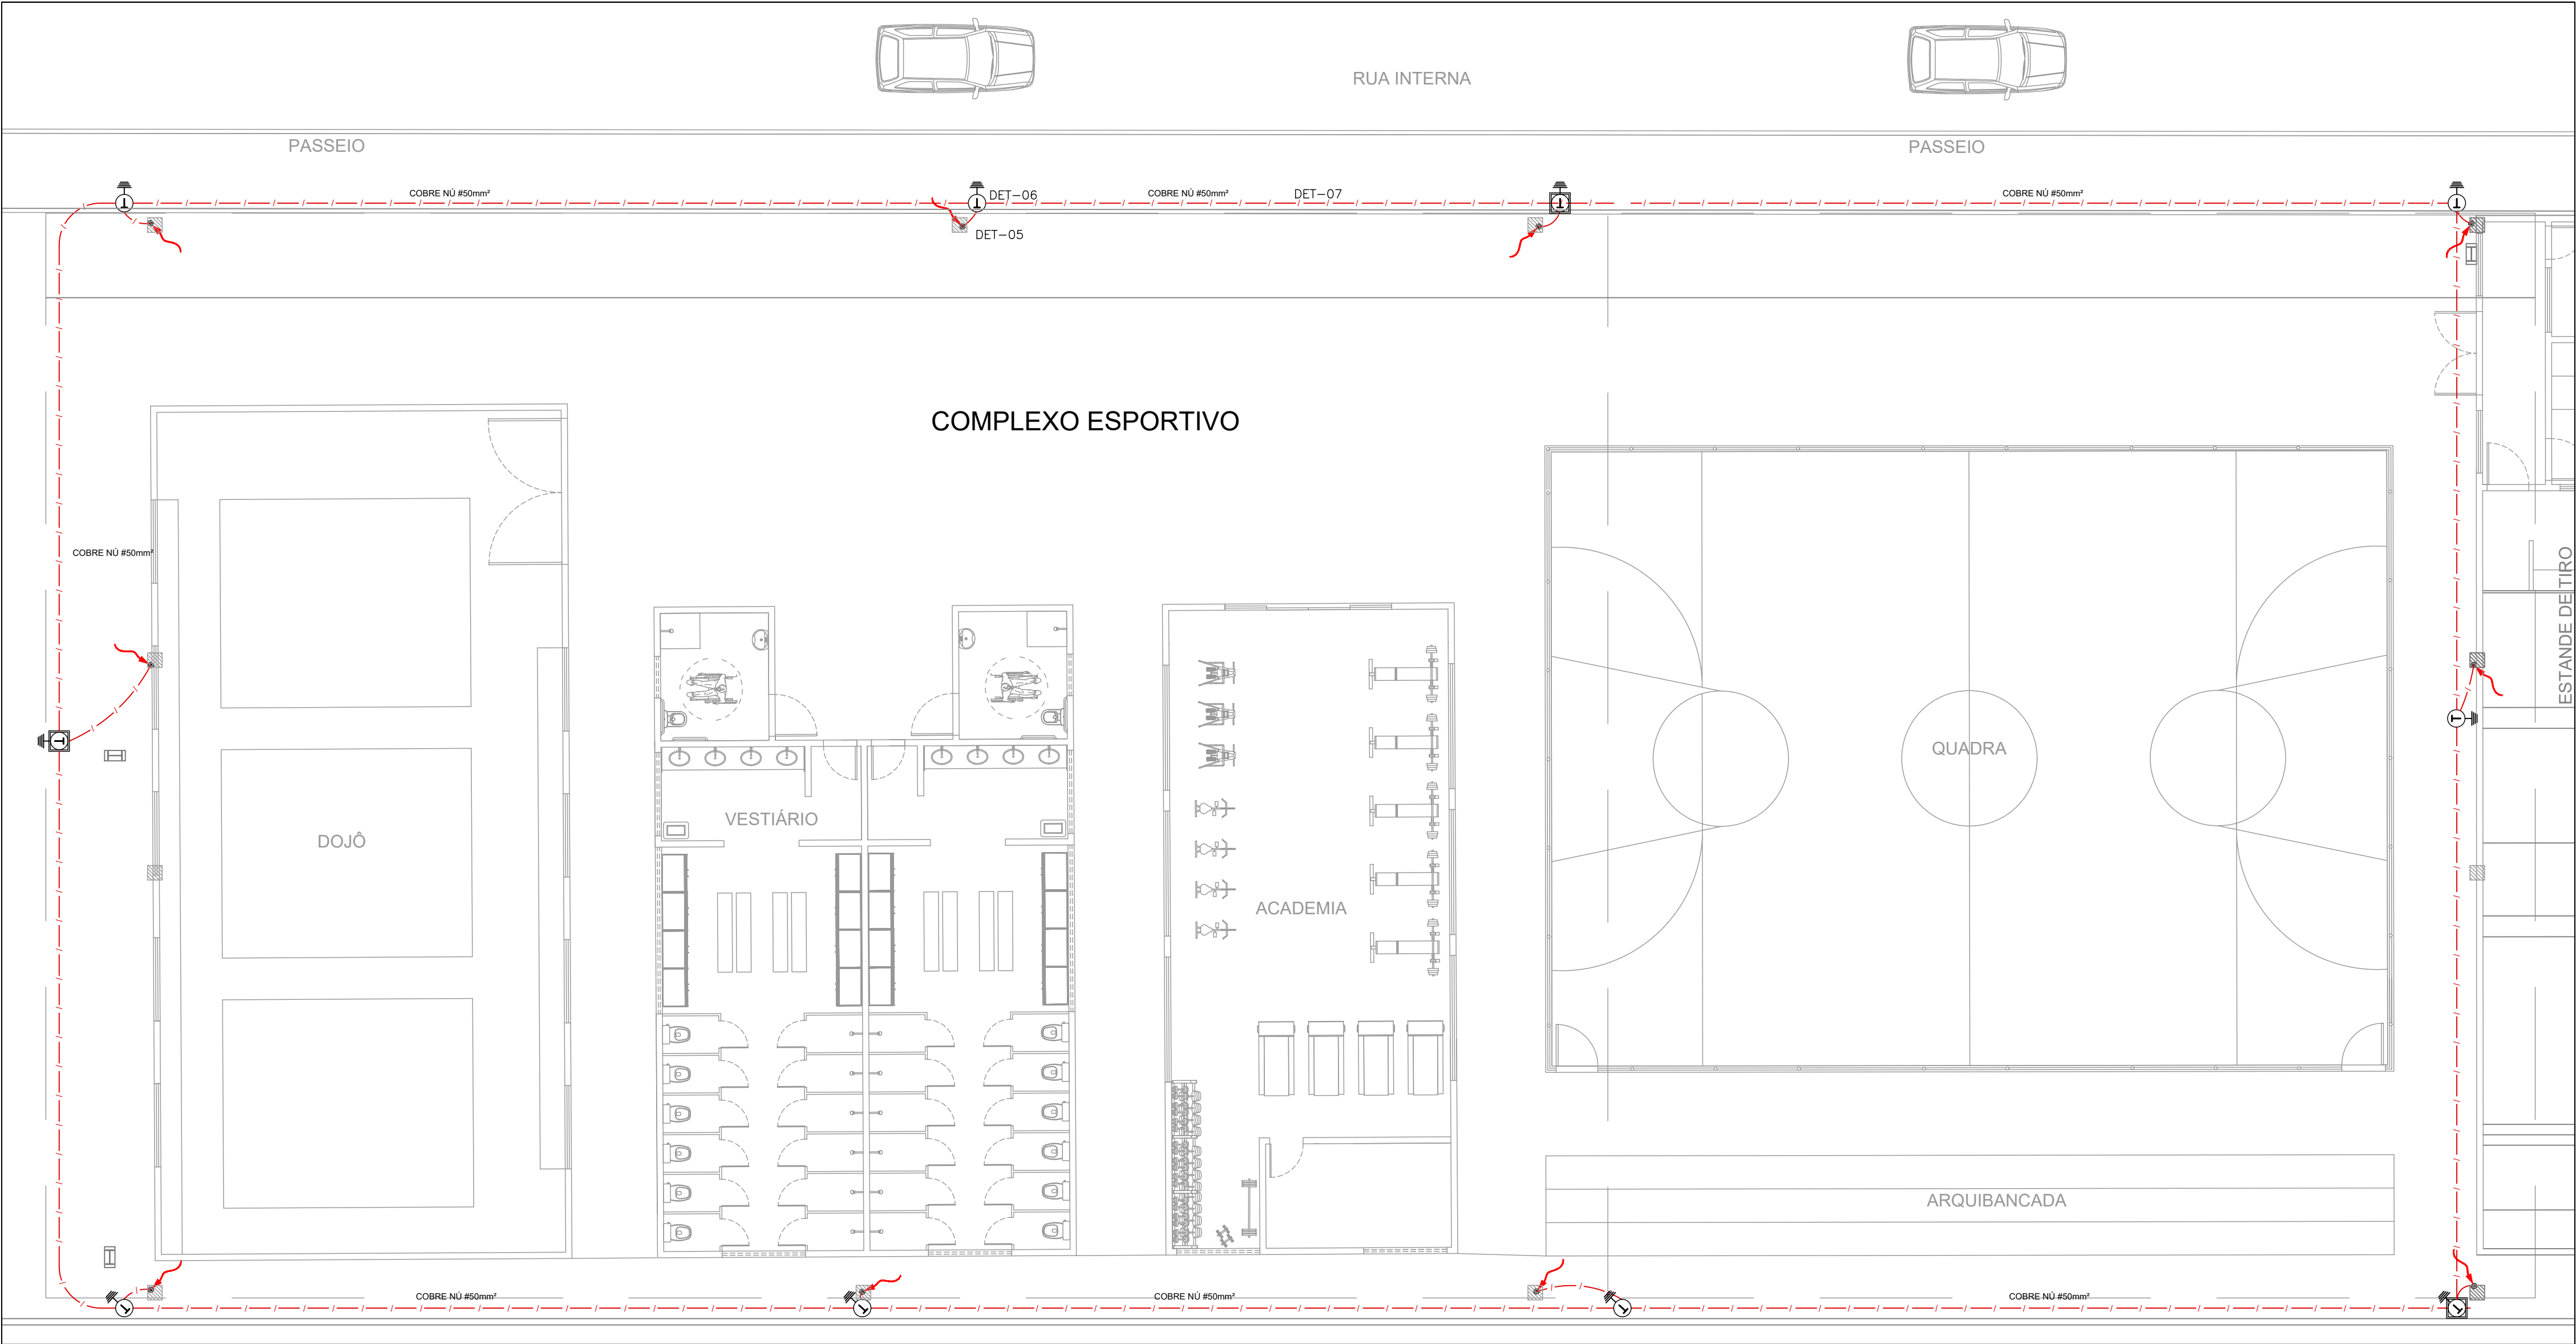 RUA INTERNA
PASSEIO
PASSEIO
COBRE NÚ #50mm²
DET-06
COBRE NÚ #50mm²
DET-07
COBRE NÚ #50mm²
DET-05
COMPLEXO ESPORTIVO
COBRE NÚ #50mm²
ESTANDE DE TIRO
QUADRA
VESTIÁRIO
DOJÔ
ACADEMIA
ARQUIBANCADA
COBRE NÚ #50mm²
COBRE NÚ #50mm²
COBRE NÚ #50mm²